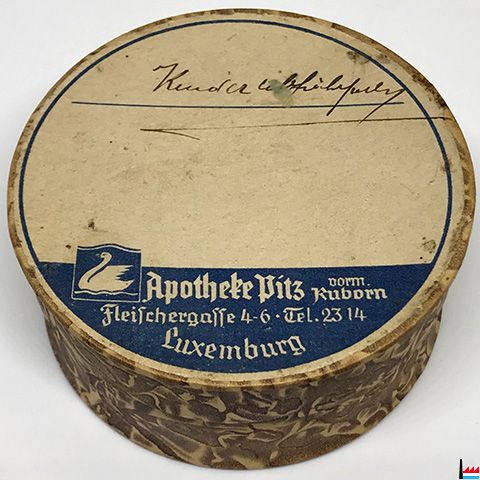 Apotheke Pitz vorm. Kuborn
Fleischergasse 4-6 · Tel. 23 14
Luxemburg